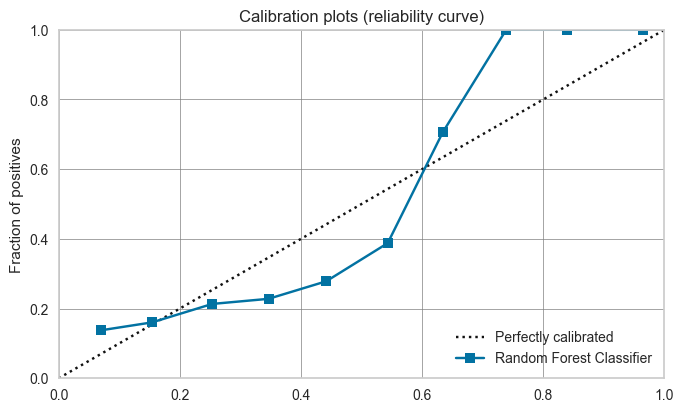 Calibration plots (reliability curve)
1.0
0.8
0.6
0.4
0.2
0.0
Fraction of positives
Perfectly calibrated
Random Forest Classifier
0.0 0.2 0.4 0.6 0.8 1.0